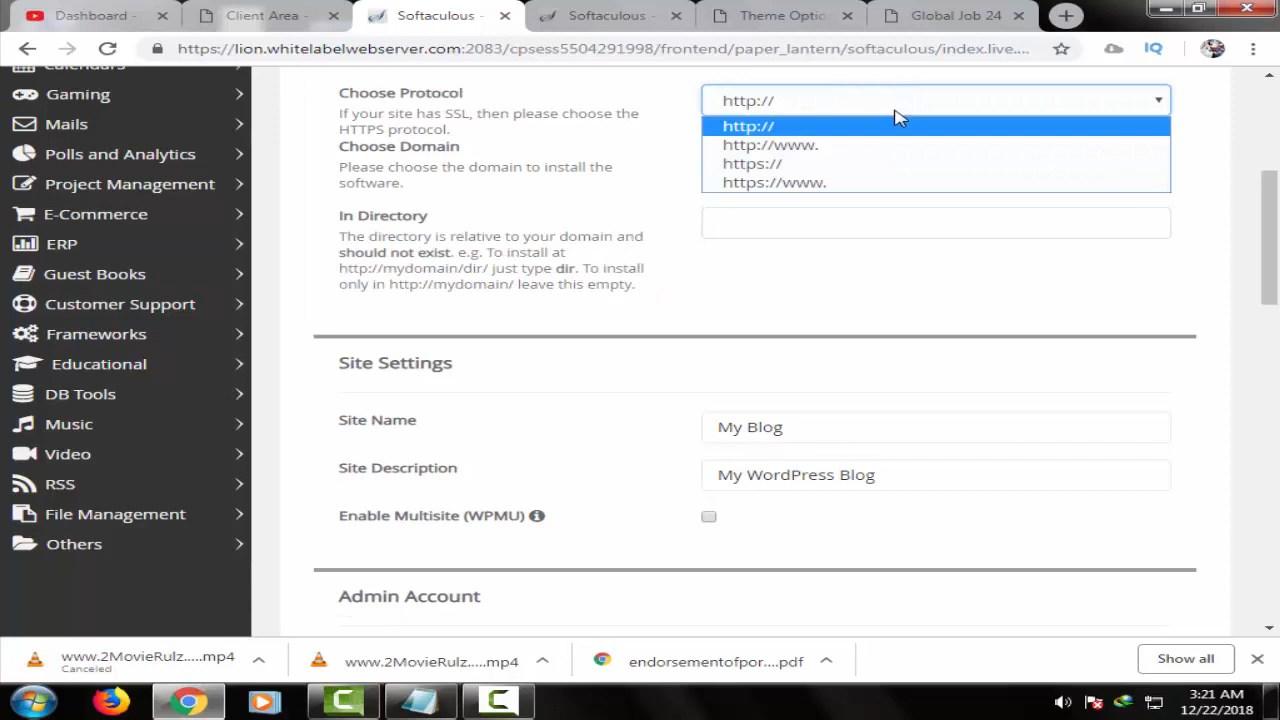 Dashboard -
Client Area -
Softaculous -
Softaculous -
Theme Optic
Global Job 24
https://lion.whitelabelwebserver.com:2083/cpsess5504291998/frontend/paper_lantern/softaculous/index.live....
IQ
Calendars
Gaming
Mails
Polls and Analytics
Project Management
E-Commerce
ERP
Guest Books
Customer Support
Frameworks
Educational
DB Tools
Music
Video
RSS
File Management
Others
Choose Protocol
If your site has SSL, then please choose the
HTTPS protocol.
http://
http://
http://www.
https://
https://www.
Choose Domain
Please choose the domain to install the
software.
In Directory
The directory is relative to your domain and
should not exist. e.g. To install at
http://mydomain/dir/ just type dir. To install
only in http://mydomain/ leave this empty.
Site Settings
Site Name
My Blog
Site Description
My WordPress Blog
Enable Multisite (WPMU)
Admin Account
www.2MovieRulz.....mp4
Canceled
www.2MovieRulz.....mp4
endorsementofpor....pdf
Show all
3:21 AM
12/22/2018